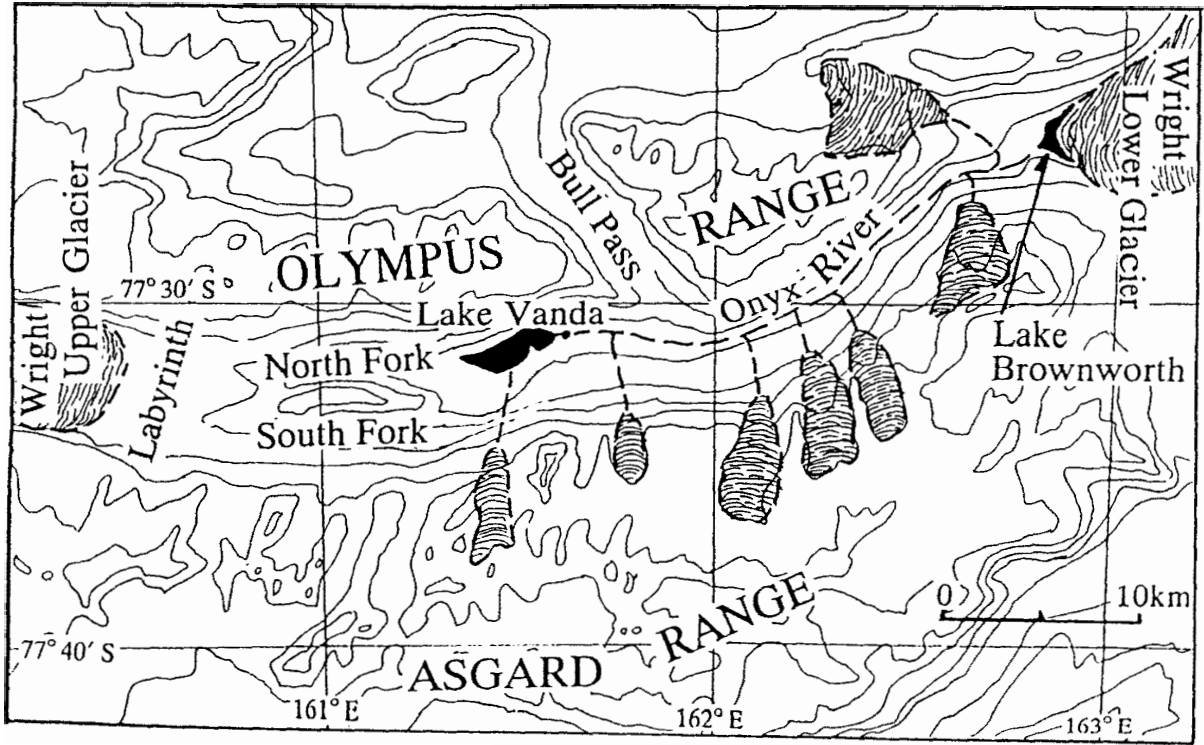 Wright
Lower Glacier
Bull Pass
RANGE
Wright
Upper Glacier
OLYMPUS
77° 30′ S
Onyx River
Lake Vanda
Labyrinth
North Fork
Lake
Brownworth
South Fork
0 10km
RANGE
77° 40′ S
ASGARD
161° E
162° E
163° E